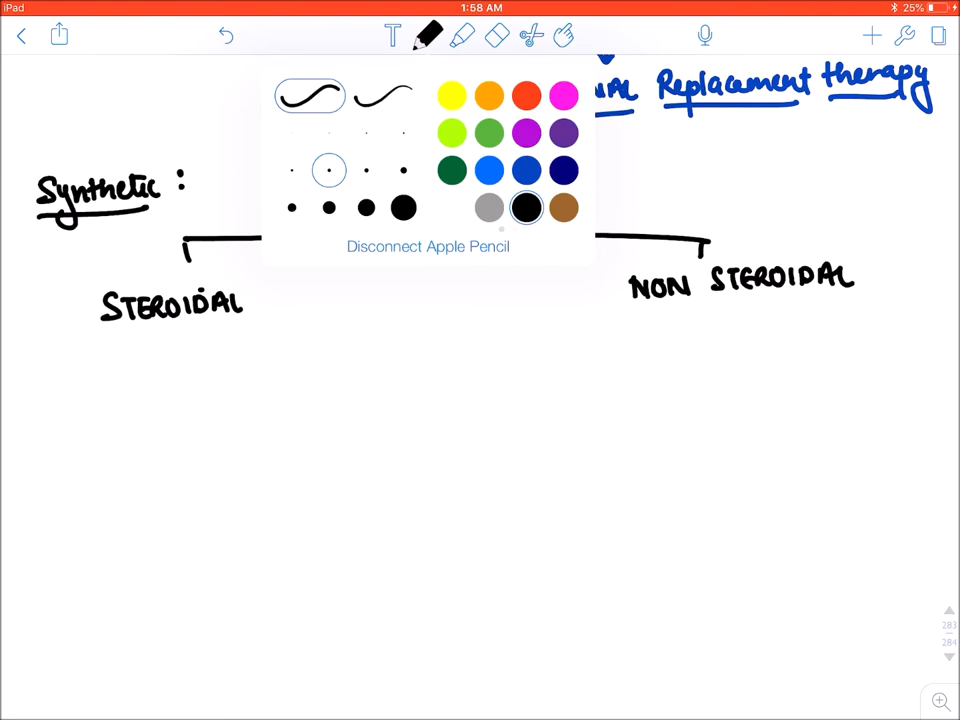 iPad 1:58 AM 25%
T
Replacement therapy
Synthetic :
Disconnect Apple Pencil
STEROIDAL NON STEROIDAL
283
284